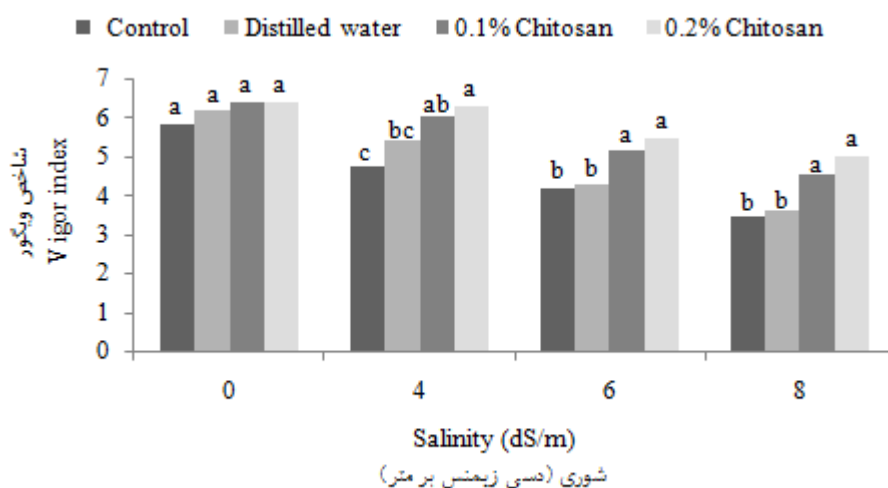 Control Distilled water 0.1% Chitosan 0.2% Chitosan
7
6
5
4
3
2
1
0
شاخص ویگور
Vigor index
a a a a
c bc ab a
b b a a
b b a a
0 4 6 8
Salinity (dS/m)
شوری (دسی زیمنس بر متر)